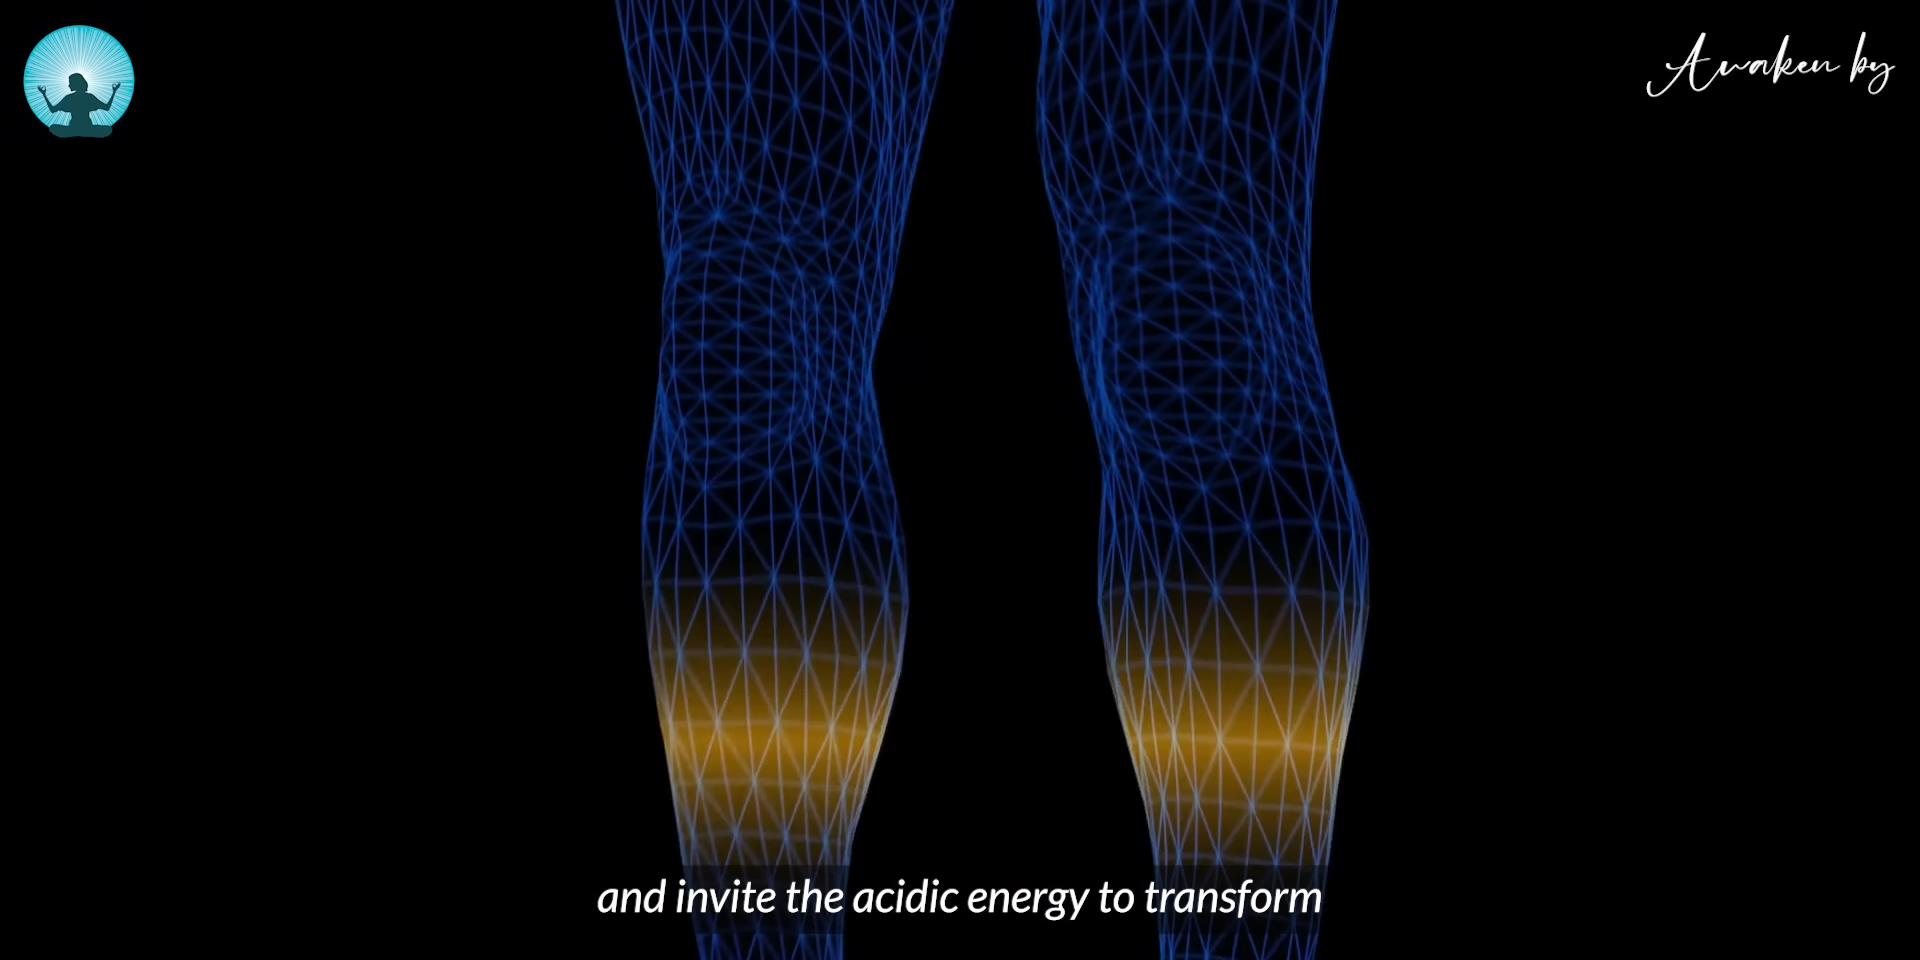 Awaken by
and invite the acidic energy to transform